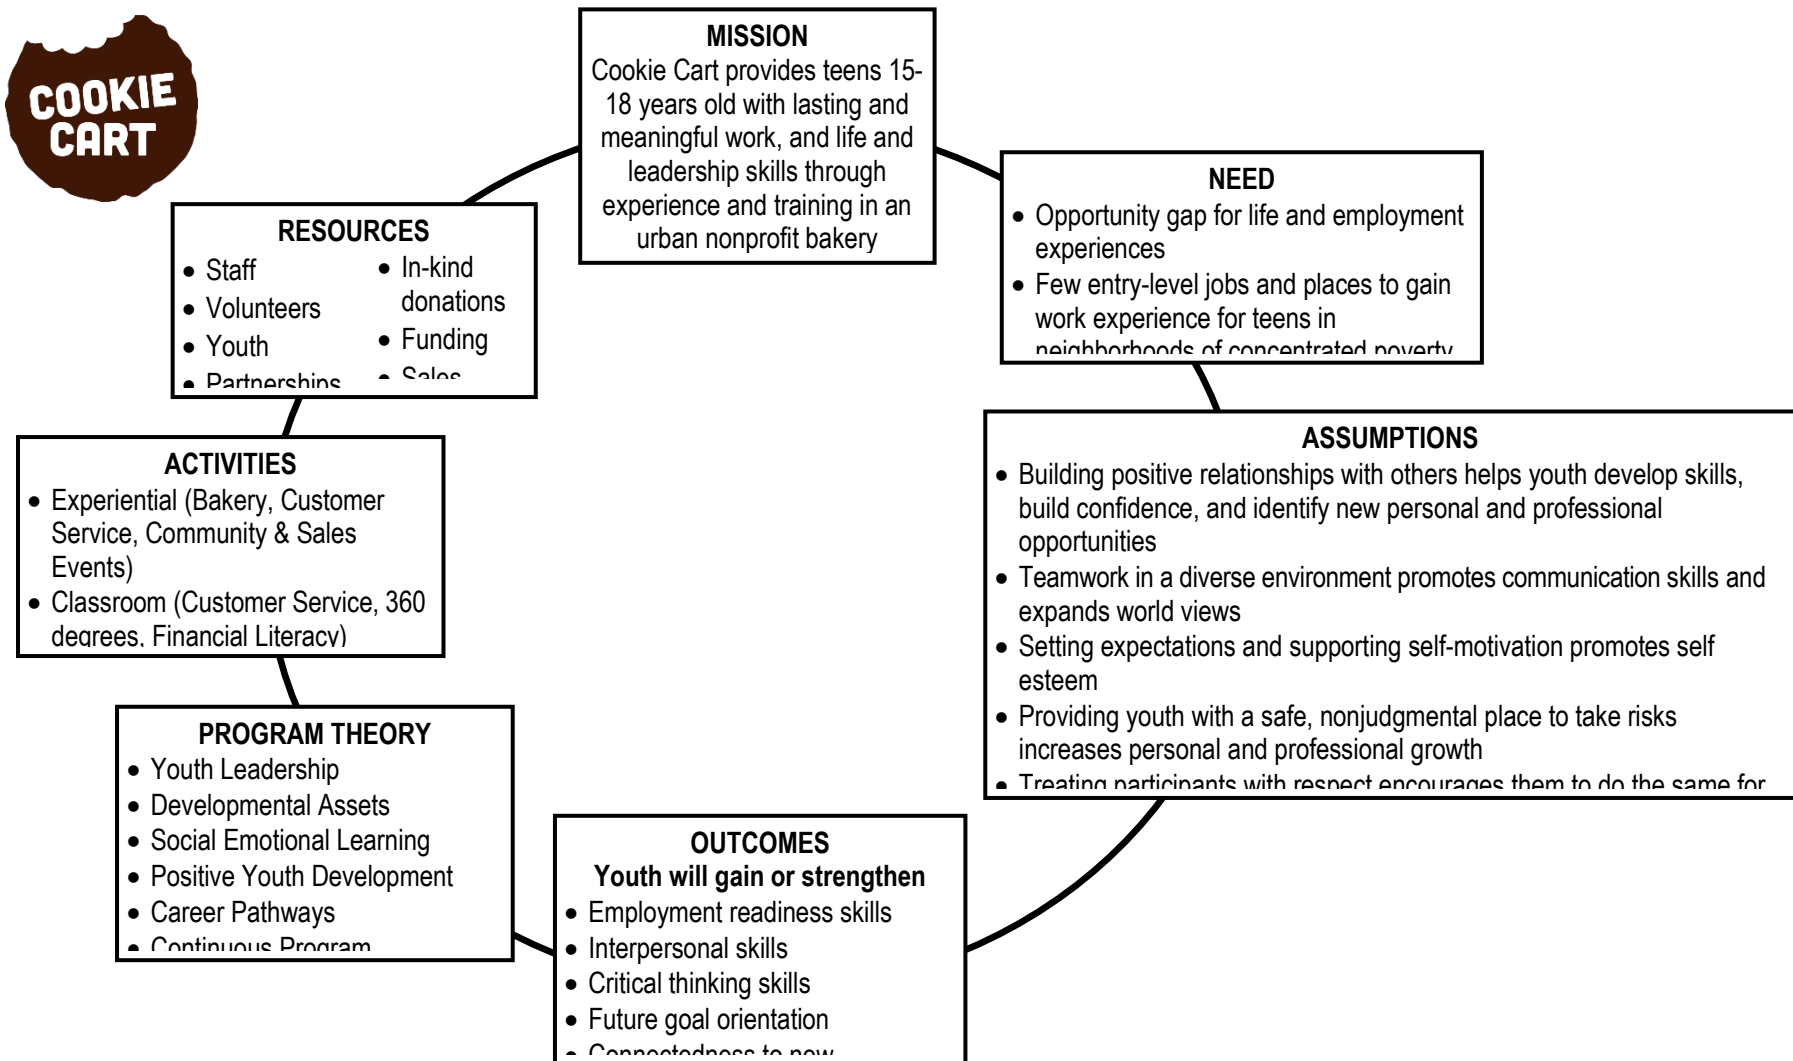 COOKIE
CART
MISSION
Cookie Cart provides teens 15-
18 years old with lasting and
meaningful work, and life and
leadership skills through
experience and training in an
urban nonprofit bakery
NEED
• Opportunity gap for life and employment
experiences
• Few entry-level jobs and places to gain
work experience for teens in
neighborhoods of concentrated poverty
RESOURCES
• Staff
• Volunteers
• Youth
• Partnerships
• In-kind
donations
• Funding
• Sales
ASSUMPTIONS
• Building positive relationships with others helps youth develop skills,
build confidence, and identify new personal and professional
opportunities
• Teamwork in a diverse environment promotes communication skills and
expands world views
• Setting expectations and supporting self-motivation promotes self
esteem
• Providing youth with a safe, nonjudgmental place to take risks
increases personal and professional growth
• Treating participants with respect encourages them to do the same for
ACTIVITIES
• Experiential (Bakery, Customer
Service, Community & Sales
Events)
• Classroom (Customer Service, 360
degrees, Financial Literacy)
PROGRAM THEORY
• Youth Leadership
• Developmental Assets
• Social Emotional Learning
• Positive Youth Development
• Career Pathways
• Continuous Program
OUTCOMES
Youth will gain or strengthen
• Employment readiness skills
• Interpersonal skills
• Critical thinking skills
• Future goal orientation
• Connectedness to new